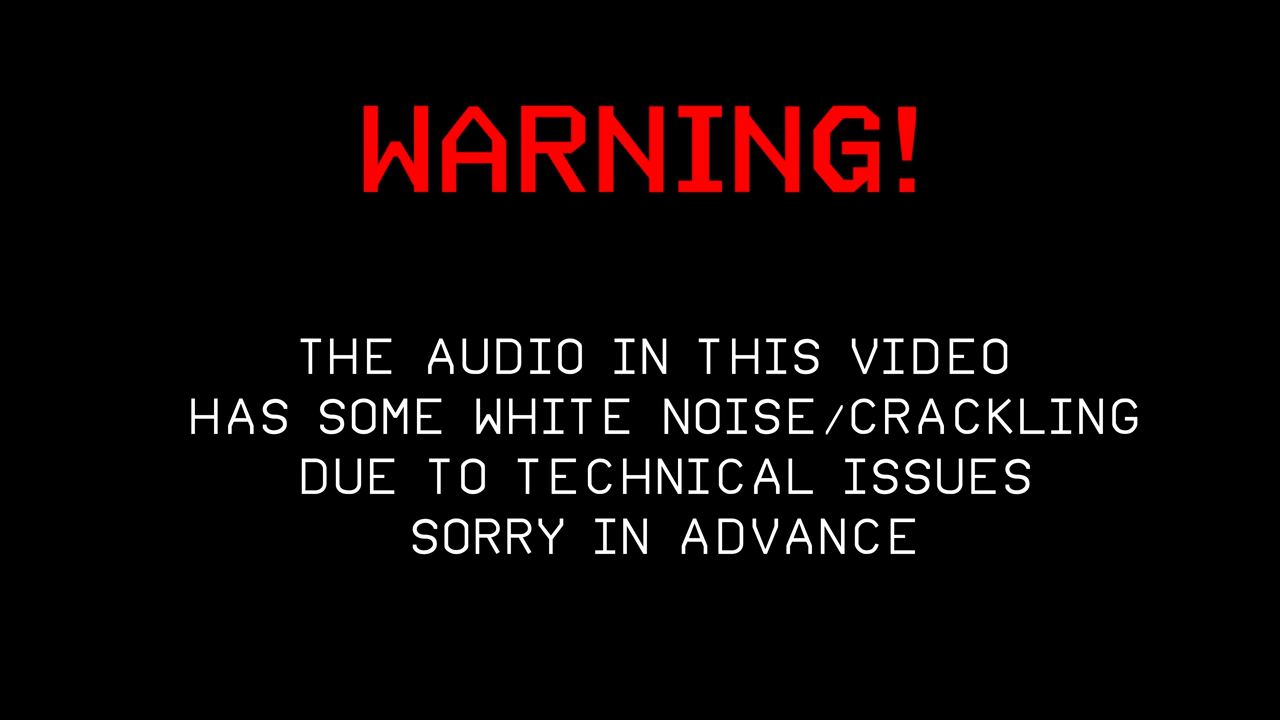 WARNING!
THE AUDIO IN THIS VIDEO
HAS SOME WHITE NOISE/CRACKLING
DUE TO TECHNICAL ISSUES
SORRY IN ADVANCE